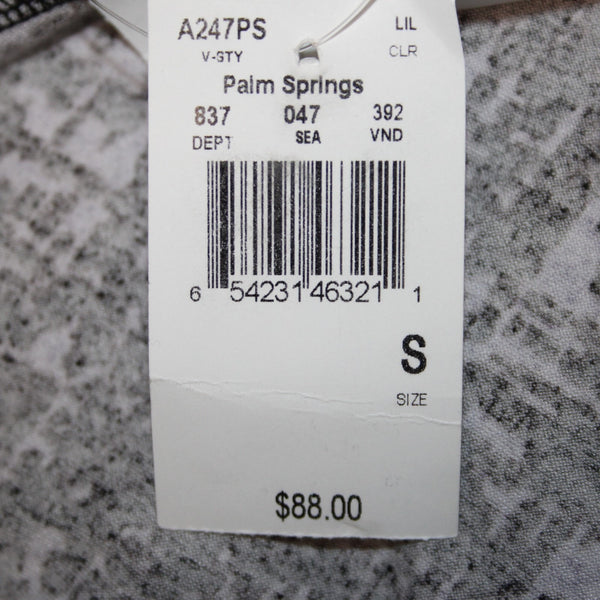 A247PS LIL
V-STY CLR
Palm Springs
837 047 392
DEPT SEA VND
6 54231 46321 1
S
SIZE
$88.00